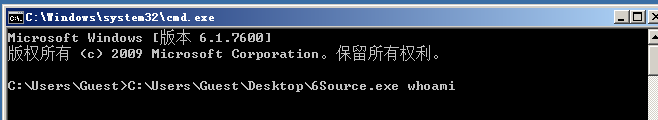 C:\Windows\system32\cmd.exe
Microsoft Windows [版本 6.1.7600]
版权所有 (c) 2009 Microsoft Corporation。保留所有权利。
C:\Users\Guest>C:\Users\Guest\Desktop\6Source.exe whoami